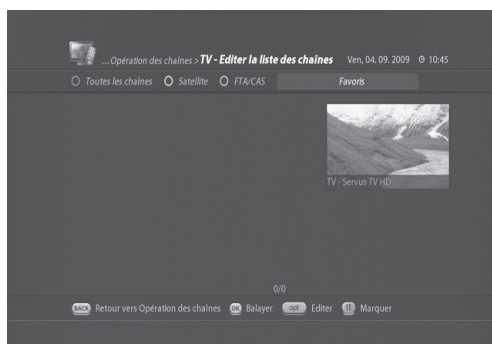 ...Opération des chaînes > TV - Editer la liste des chaînes Ven, 04. 09. 2009 10:45
Toutes les chaînes Satellite FTA/CAS Favoris
TV - Servus TV HD
0/0
BACK Retour vers Opération des chaînes OK Balayer opt Editer Marquer